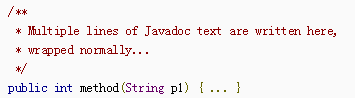 /**
 * Multiple lines of Javadoc text are written here,
 * wrapped normally...
 */
public int method(String p1) { ... }